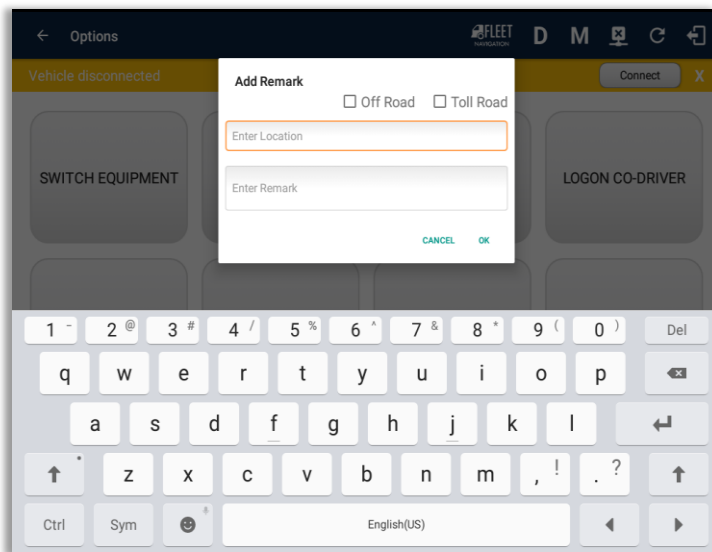 Options
FLEET
NAVIGATION
D M
Vehicle disconnected
Connect X
Add Remark
Off Road Toll Road
Enter Location
Enter Remark
CANCEL OK
SWITCH EQUIPMENT
LOGON CO-DRIVER
1 - 2 @ 3 # 4 / 5 % 6 ^ 7 & 8 * 9 ( 0 ) Del
q w e r t y u i o p
a s d f g h j k l
z x c v b n m , ! . ?
Ctrl Sym English(US)